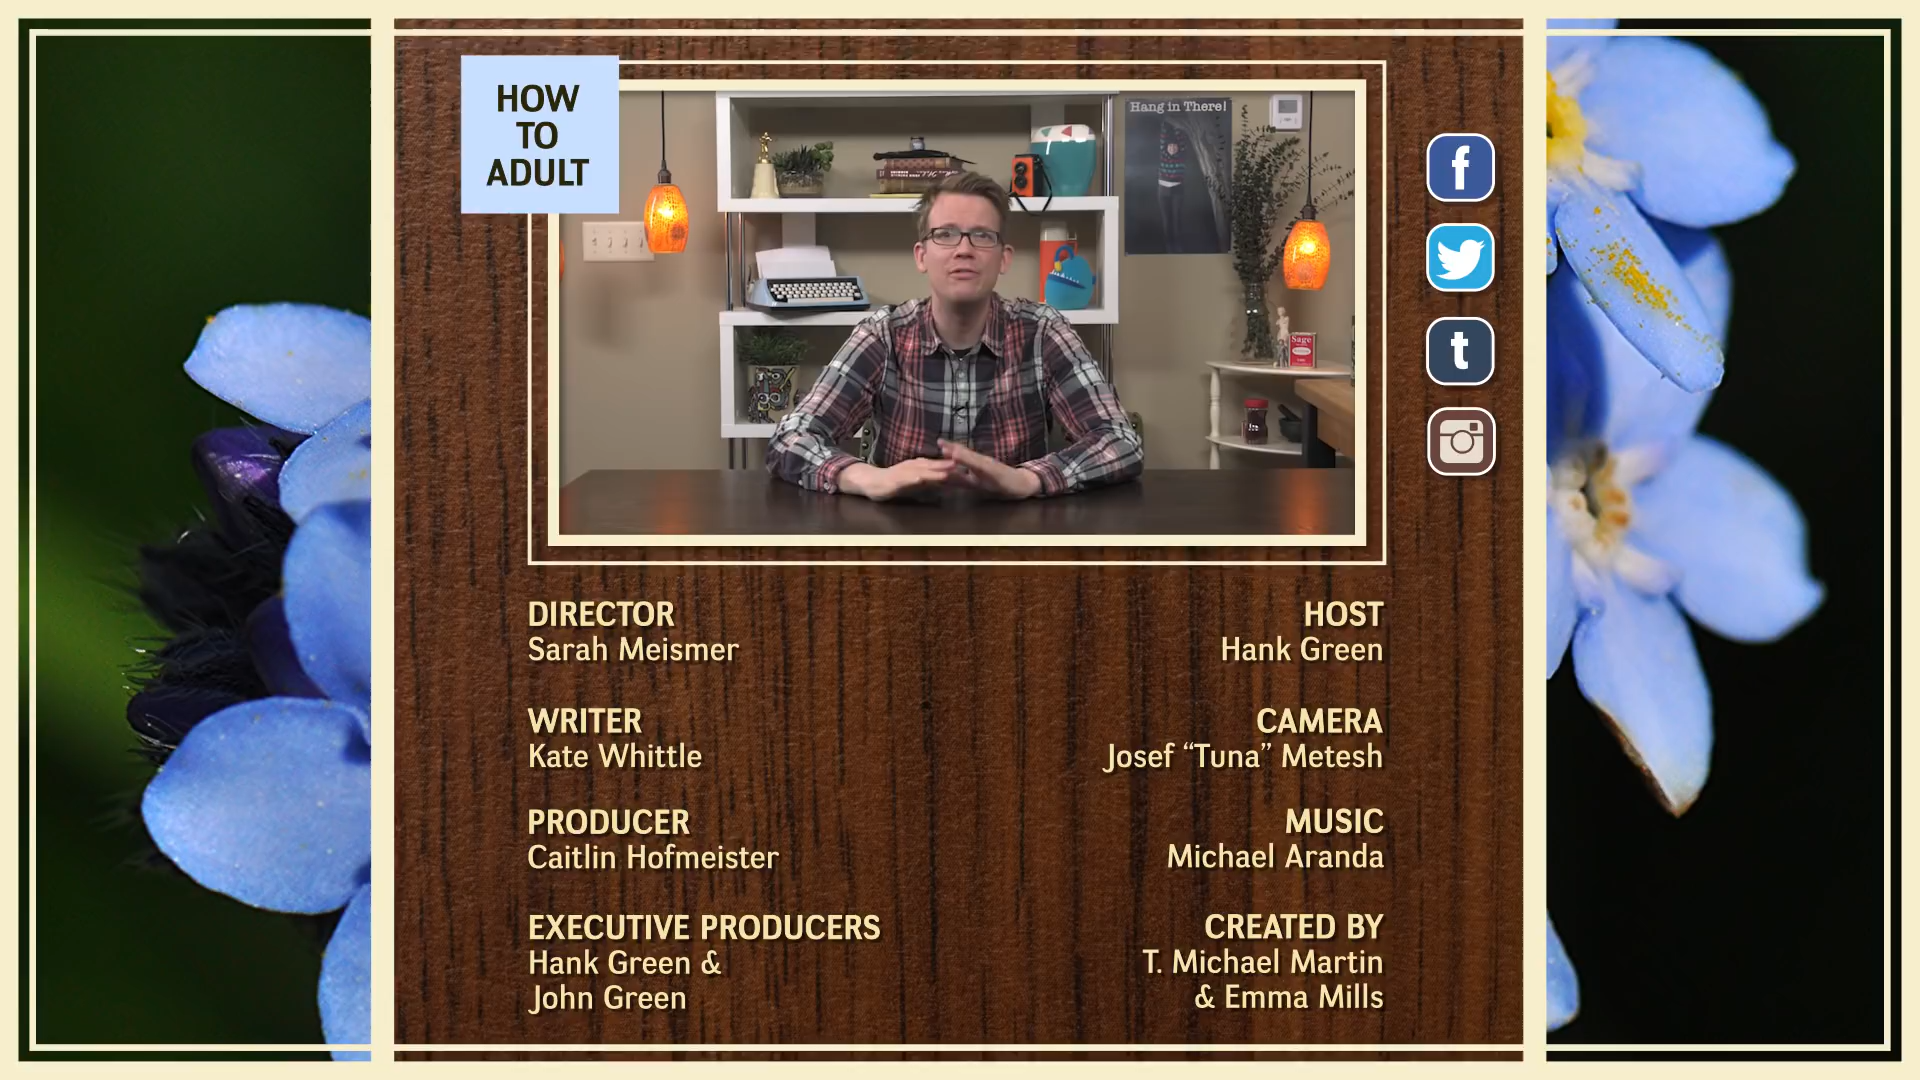 HOW
TO
ADULT
Hang in There!
Sage
f
t
DIRECTOR
Sarah Meismer
HOST
Hank Green
WRITER
Kate Whittle
CAMERA
Josef “Tuna” Metesh
PRODUCER
Caitlin Hofmeister
MUSIC
Michael Aranda
EXECUTIVE PRODUCERS
Hank Green &
John Green
CREATED BY
T. Michael Martin
& Emma Mills